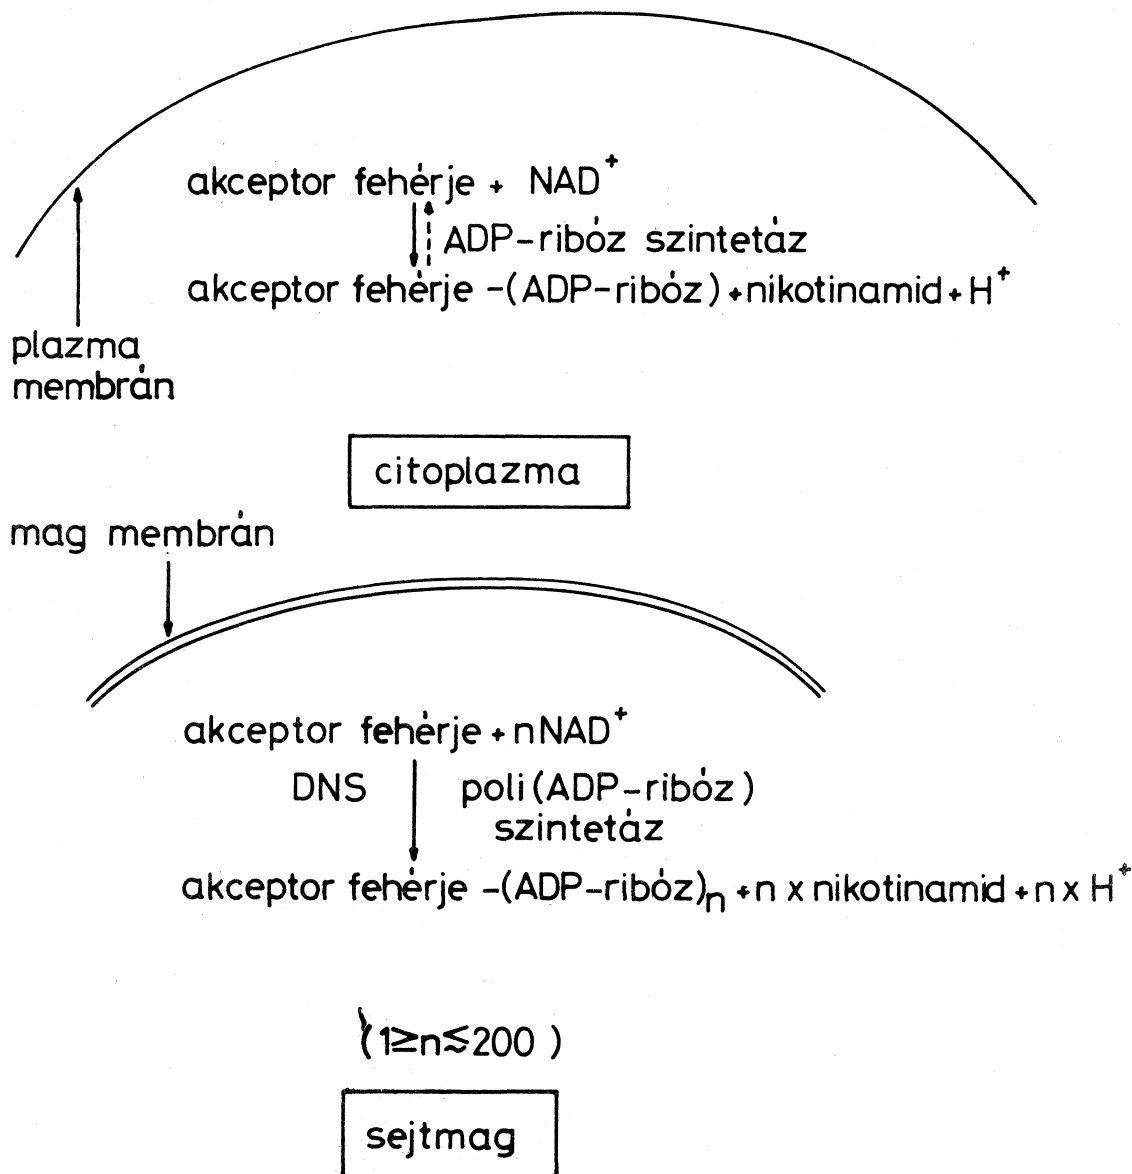 akceptor fehérje + NAD⁺
ADP-ribóz szintetáz
akceptor fehérje -(ADP-ribóz) + nikotinamid + H⁺
plazma
membrán
citoplazma
mag membrán
akceptor fehérje + nNAD⁺
DNS poli(ADP-ribóz)
szintetáz
akceptor fehérje -(ADP-ribóz)n + n x nikotinamid + n x H⁺
(1≥n≲200 )
sejtmag